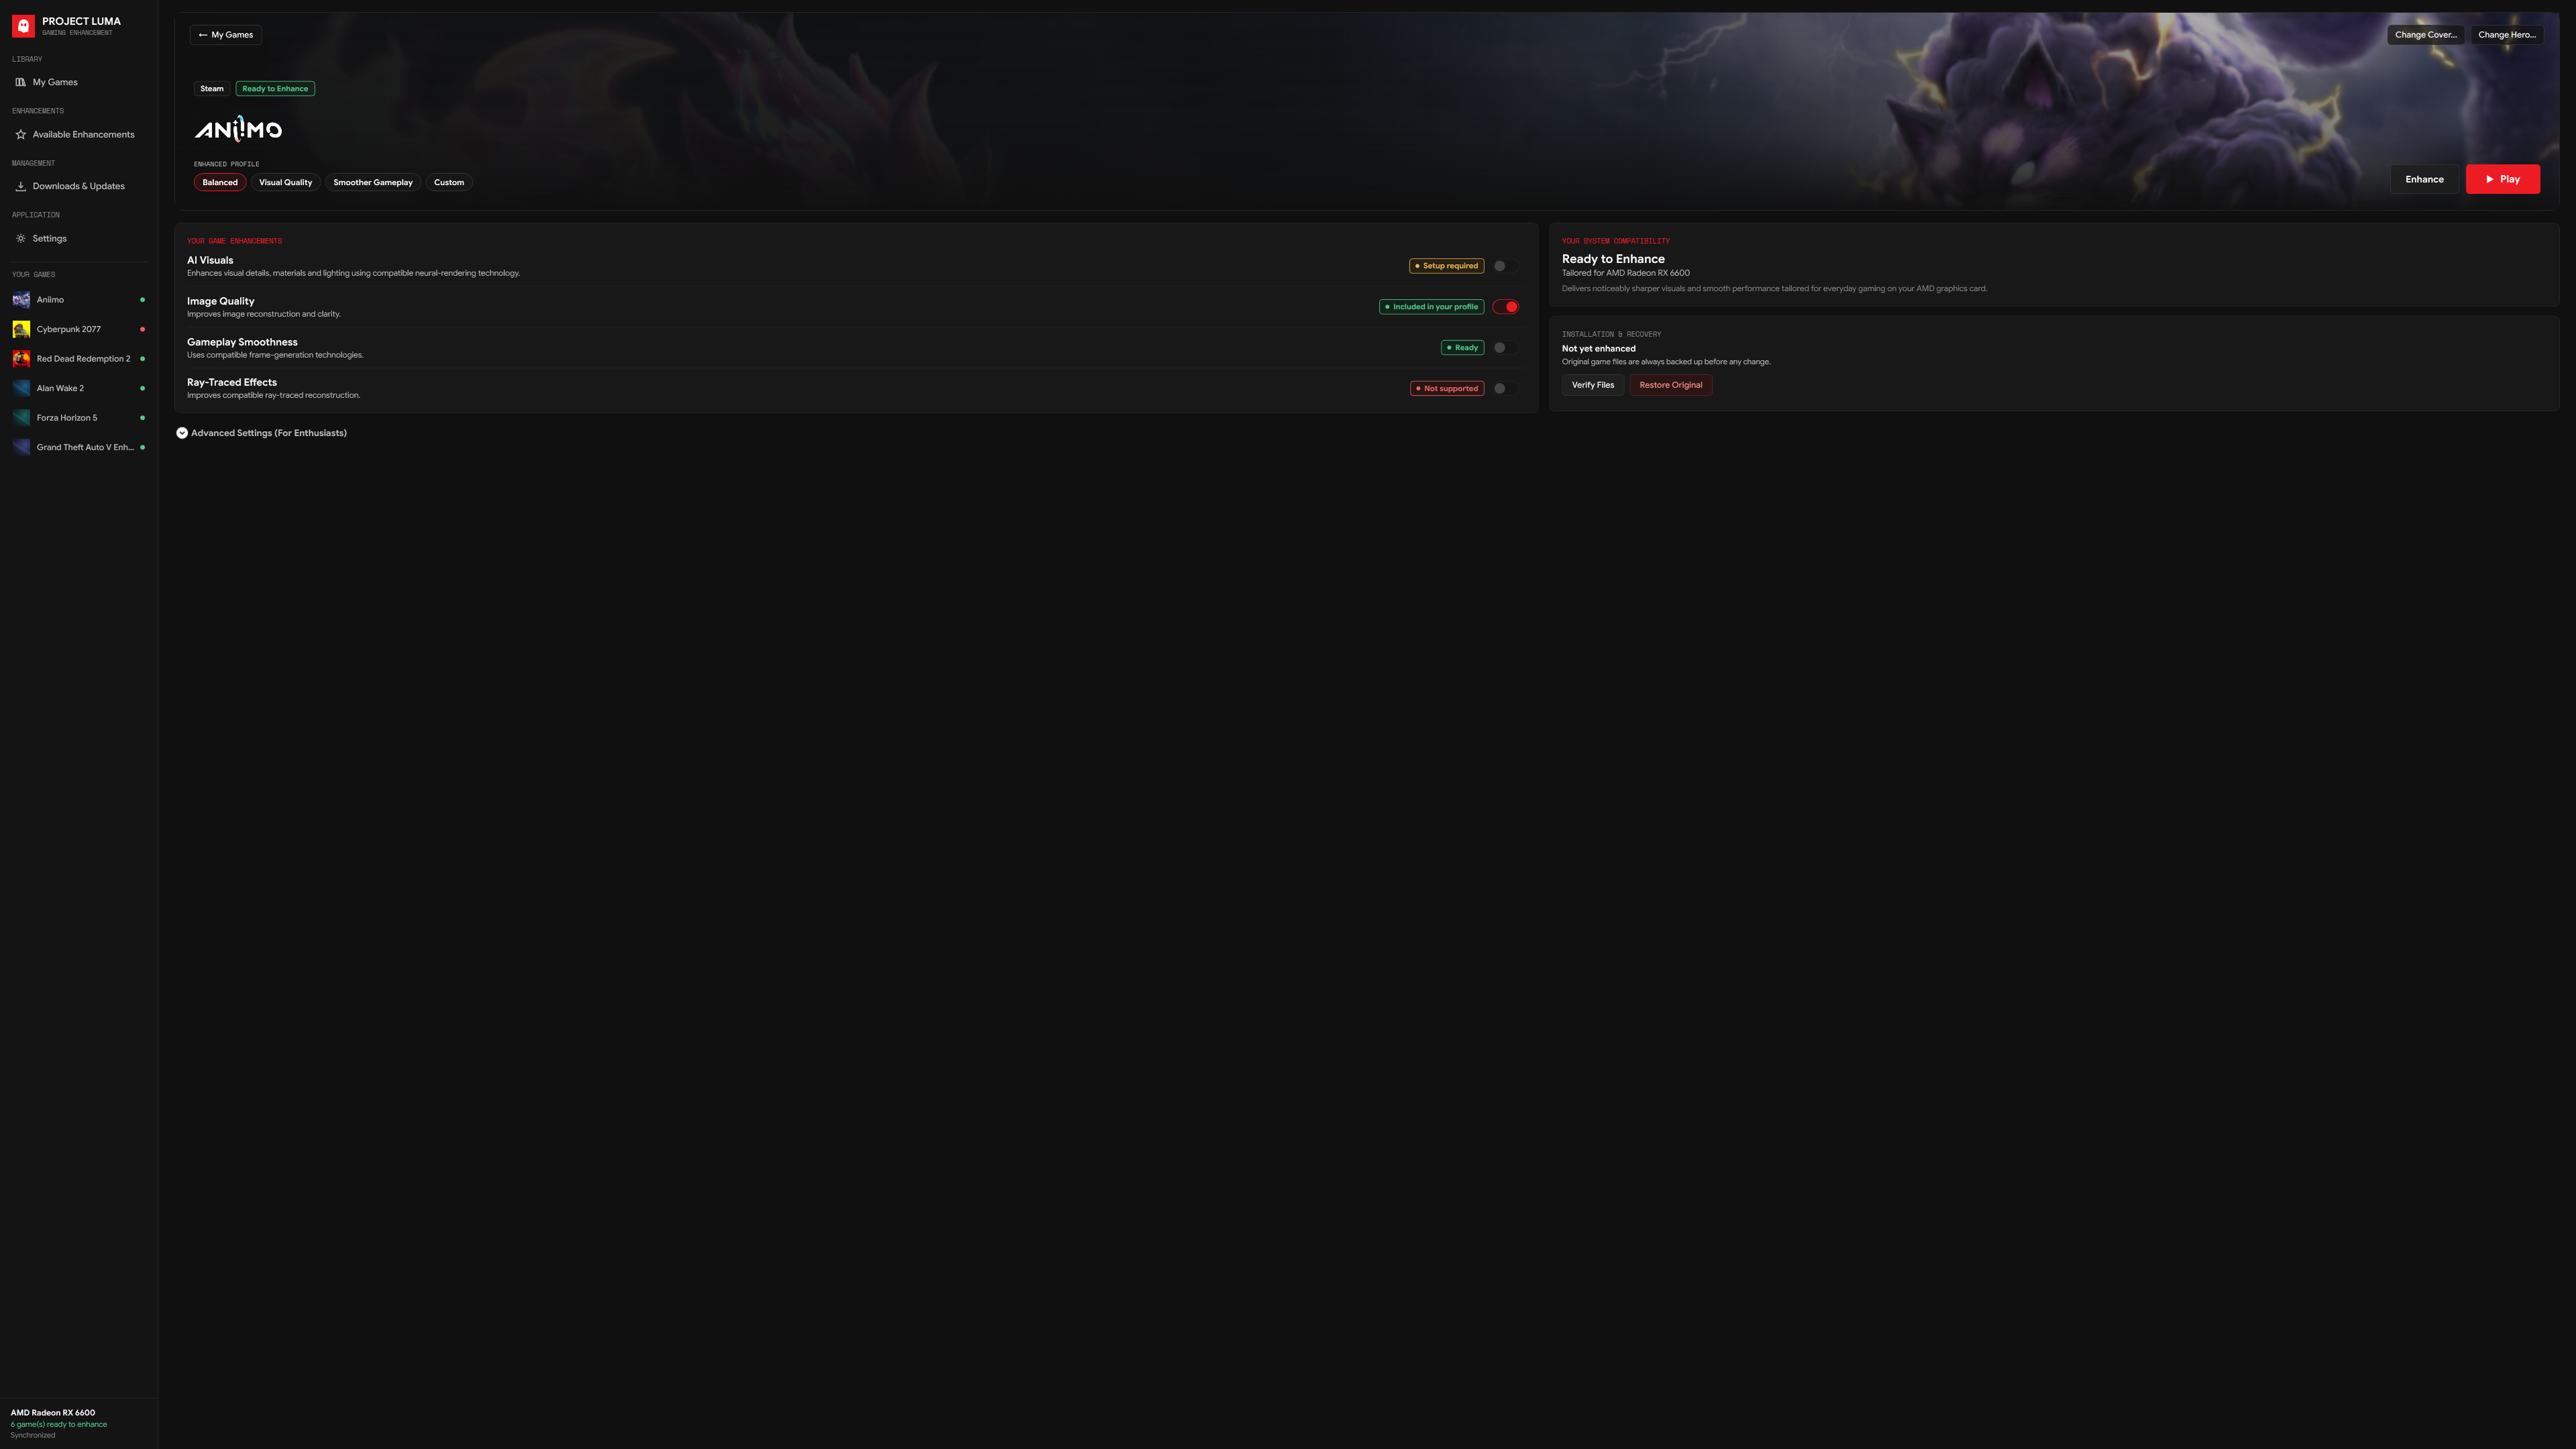 PROJECT LUMA
GAMING ENHANCEMENT
LIBRARY
My Games
ENHANCEMENTS
Available Enhancements
MANAGEMENT
Downloads & Updates
APPLICATION
Settings
YOUR GAMES
Aniimo
Cyberpunk 2077
Red Dead Redemption 2
Alan Wake 2
Forza Horizon 5
Grand Theft Auto V Enh...
AMD Radeon RX 6600
6 game(s) ready to enhance
Synchronized
← My Games
Change Cover...
Change Hero...
Steam
Ready to Enhance
ANiiMO
ENHANCED PROFILE
Balanced
Visual Quality
Smoother Gameplay
Custom
Enhance
Play
YOUR GAME ENHANCEMENTS
AI Visuals
Enhances visual details, materials and lighting using compatible neural-rendering technology.
Setup required
Image Quality
Improves image reconstruction and clarity.
Included in your profile
Gameplay Smoothness
Uses compatible frame-generation technologies.
Ready
Ray-Traced Effects
Improves compatible ray-traced reconstruction.
Not supported
Advanced Settings (For Enthusiasts)
YOUR SYSTEM COMPATIBILITY
Ready to Enhance
Tailored for AMD Radeon RX 6600
Delivers noticeably sharper visuals and smooth performance tailored for everyday gaming on your AMD graphics card.
INSTALLATION & RECOVERY
Not yet enhanced
Original game files are always backed up before any change.
Verify Files
Restore Original